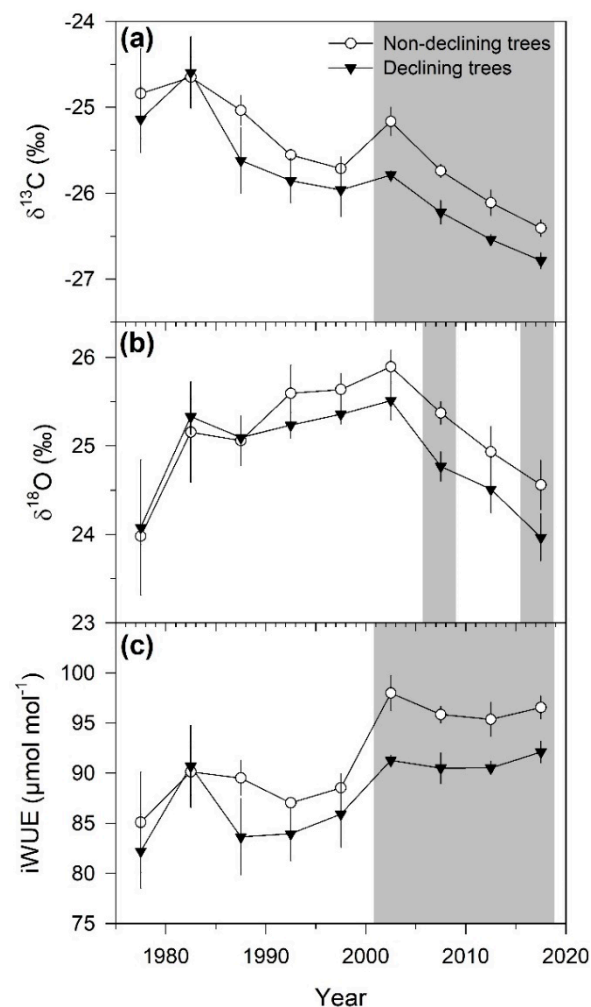 (a)
Non-declining trees
Declining trees
δ¹³C (‰)
-24
-25
-26
-27
(b)
δ¹⁸O (‰)
26
25
24
23
(c)
iWUE (μmol mol⁻¹)
100
95
90
85
80
75
1980 1990 2000 2010 2020
Year